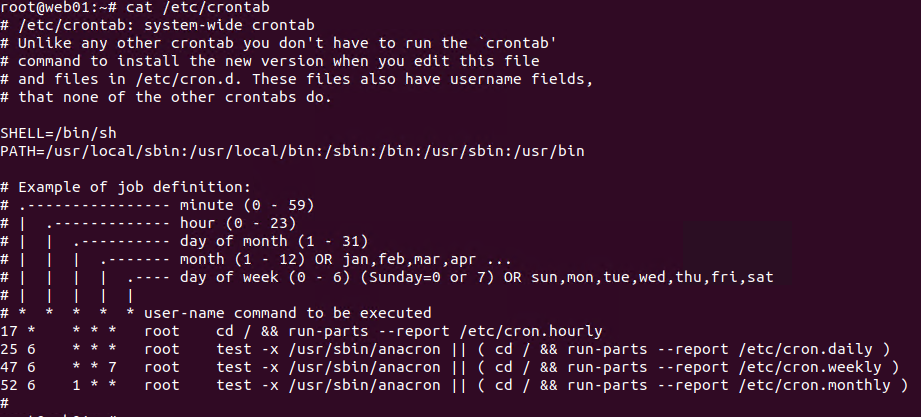 root@web01:~# cat /etc/crontab
# /etc/crontab: system-wide crontab
# Unlike any other crontab you don't have to run the `crontab'
# command to install the new version when you edit this file
# and files in /etc/cron.d. These files also have username fields,
# that none of the other crontabs do.

SHELL=/bin/sh
PATH=/usr/local/sbin:/usr/local/bin:/sbin:/bin:/usr/sbin:/usr/bin

# Example of job definition:
# .---------------- minute (0 - 59)
# |  .------------- hour (0 - 23)
# |  |  .---------- day of month (1 - 31)
# |  |  |  .------- month (1 - 12) OR jan,feb,mar,apr ...
# |  |  |  |  .---- day of week (0 - 6) (Sunday=0 or 7) OR sun,mon,tue,wed,thu,fri,sat
# |  |  |  |  |
# *  *  *  *  * user-name command to be executed
17 *    * * *   root    cd / && run-parts --report /etc/cron.hourly
25 6    * * *   root    test -x /usr/sbin/anacron || ( cd / && run-parts --report /etc/cron.daily )
47 6    * * 7   root    test -x /usr/sbin/anacron || ( cd / && run-parts --report /etc/cron.weekly )
52 6    1 * *   root    test -x /usr/sbin/anacron || ( cd / && run-parts --report /etc/cron.monthly )
#